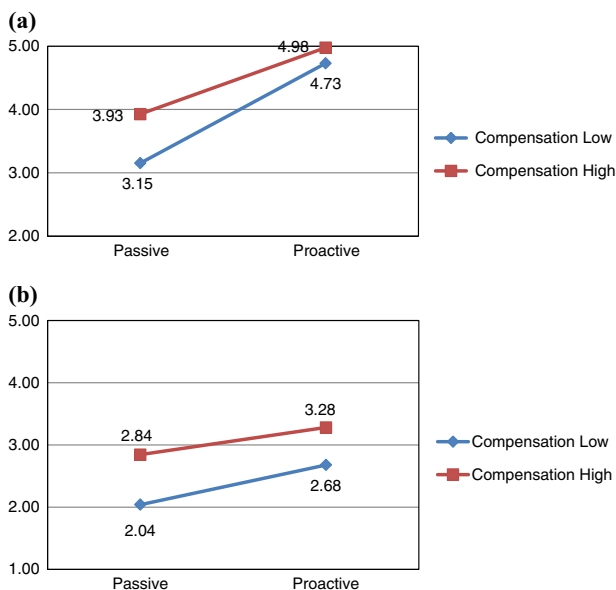 (a)
5.00
4.98
3.93
4.73
4.00
3.15
3.00
2.00
Passive Proactive
Compensation Low
Compensation High
(b)
5.00
4.00
3.28
2.84
3.00
2.68
2.04
2.00
1.00
Passive Proactive
Compensation Low
Compensation High